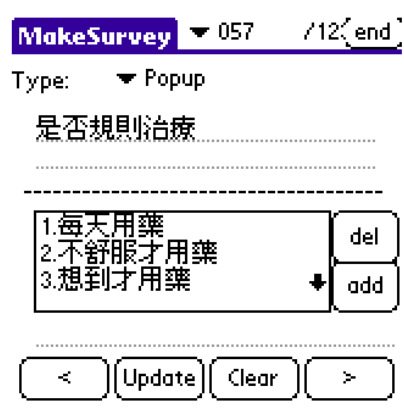 MakeSurvey 057 /12 end
Type: Popup
是否規則治療
1.每天用藥
2.不舒服才用藥
3.想到才用藥
del
add
< Update Clear >